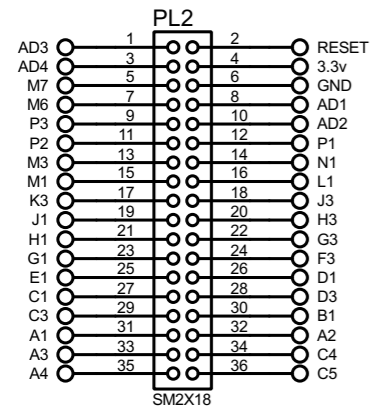 PL2
AD3 1 2 RESET
AD4 3 4 3.3v
M7 5 6 GND
M6 7 8 AD1
P3 9 10 AD2
P2 11 12 P1
M3 13 14 N1
M1 15 16 L1
K3 17 18 J3
J1 19 20 H3
H1 21 22 G3
G1 23 24 F3
E1 25 26 D1
C1 27 28 D3
C3 29 30 B1
A1 31 32 A2
A3 33 34 C4
A4 35 36 C5
SM2X18